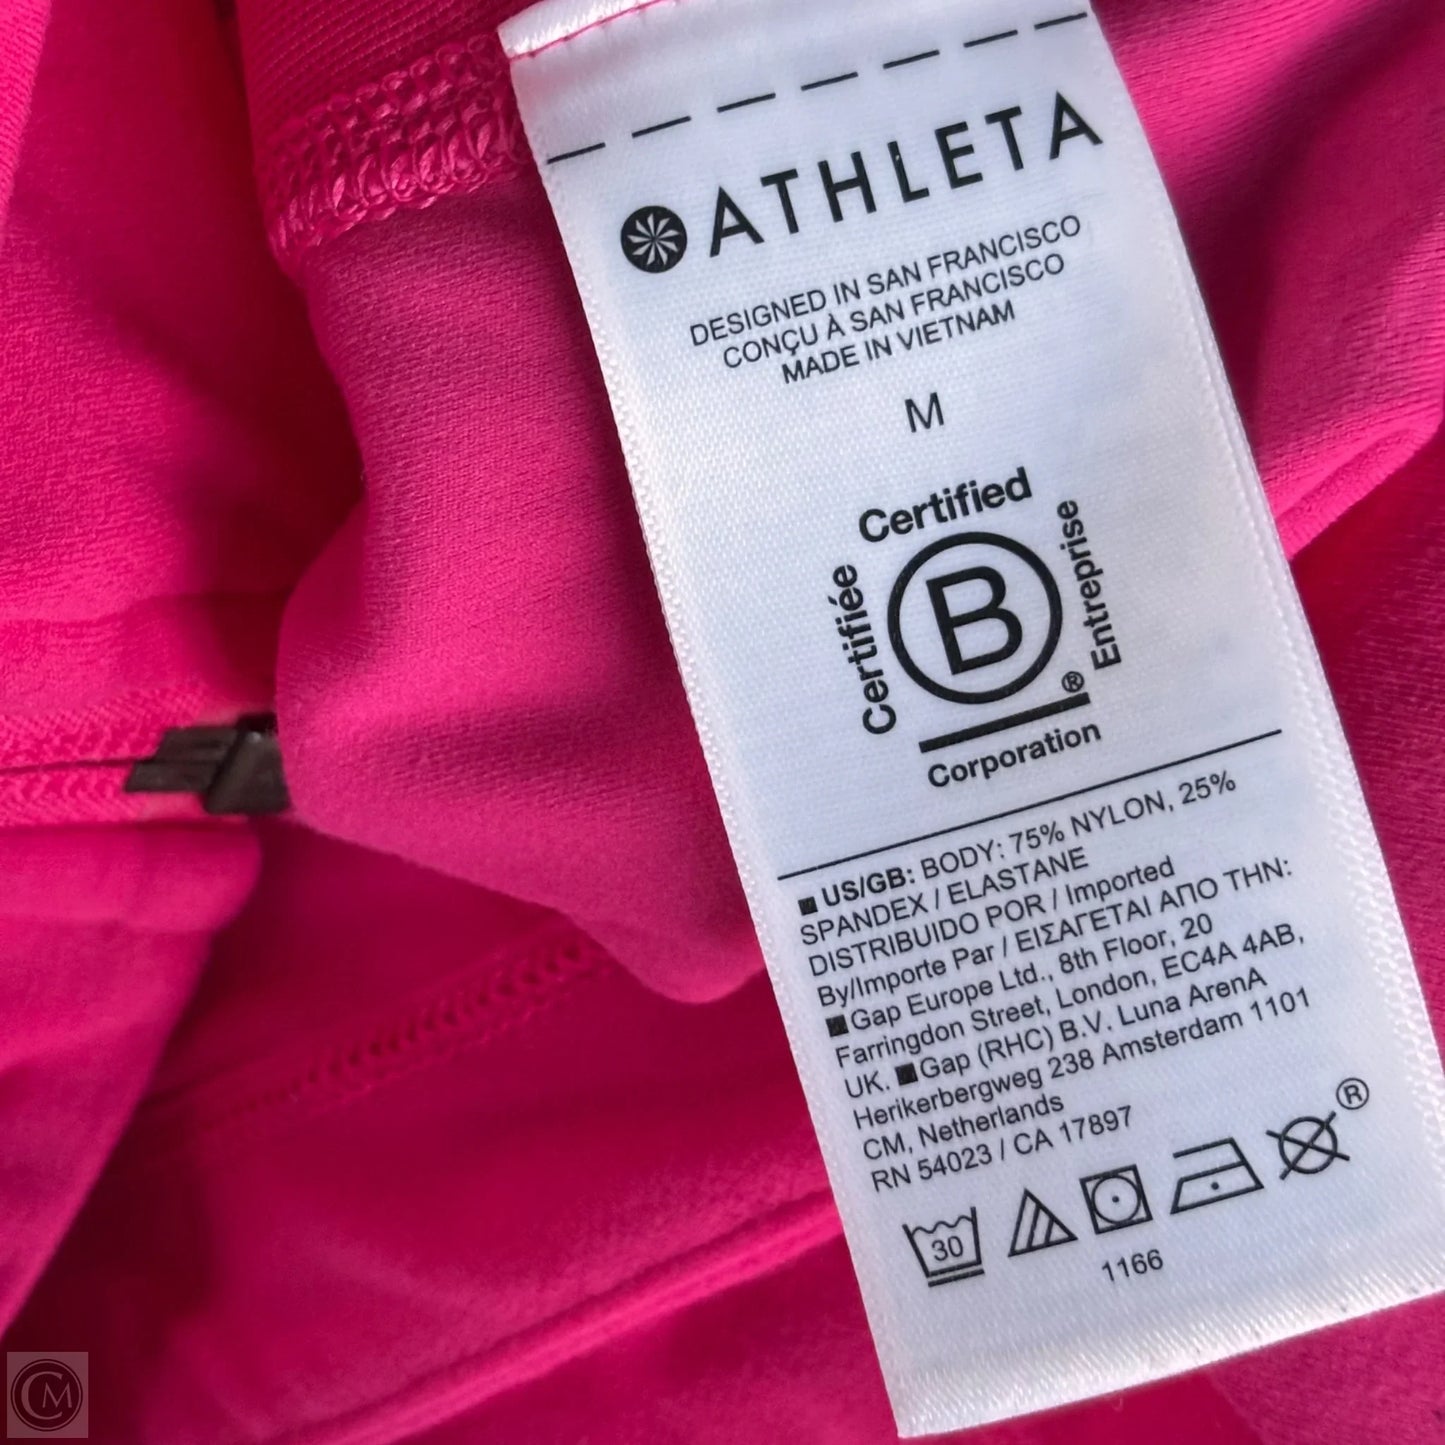 ATHLETA
DESIGNED IN SAN FRANCISCO
CONÇU À SAN FRANCISCO
MADE IN VIETNAM
M
Certified
Certifiée
B
Entreprise
®
Corporation
US/GB: BODY: 75% NYLON, 25%
SPANDEX / ELASTANE
DISTRIBUIDO POR / Imported
By/Importe Par / ΕΙΣΑΓΕΤΑΙ ΑΠΟ ΤΗΝ:
Gap Europe Ltd., 8th Floor, 20
Farringdon Street, London, EC4A 4AB,
UK. Gap (RHC) B.V. Luna ArenA
Herikerbergweg 238 Amsterdam 1101
CM, Netherlands
RN 54023 / CA 17897
30
®
1166
CM